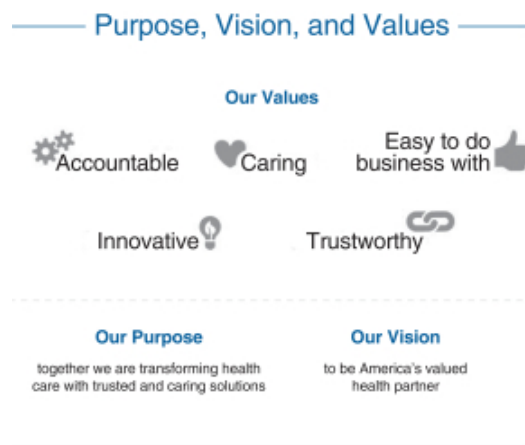 Purpose, Vision, and Values
Our Values
Accountable
Caring
Easy to do
business with
Innovative
Trustworthy
Our Purpose
together we are transforming health
care with trusted and caring solutions
Our Vision
to be America's valued
health partner